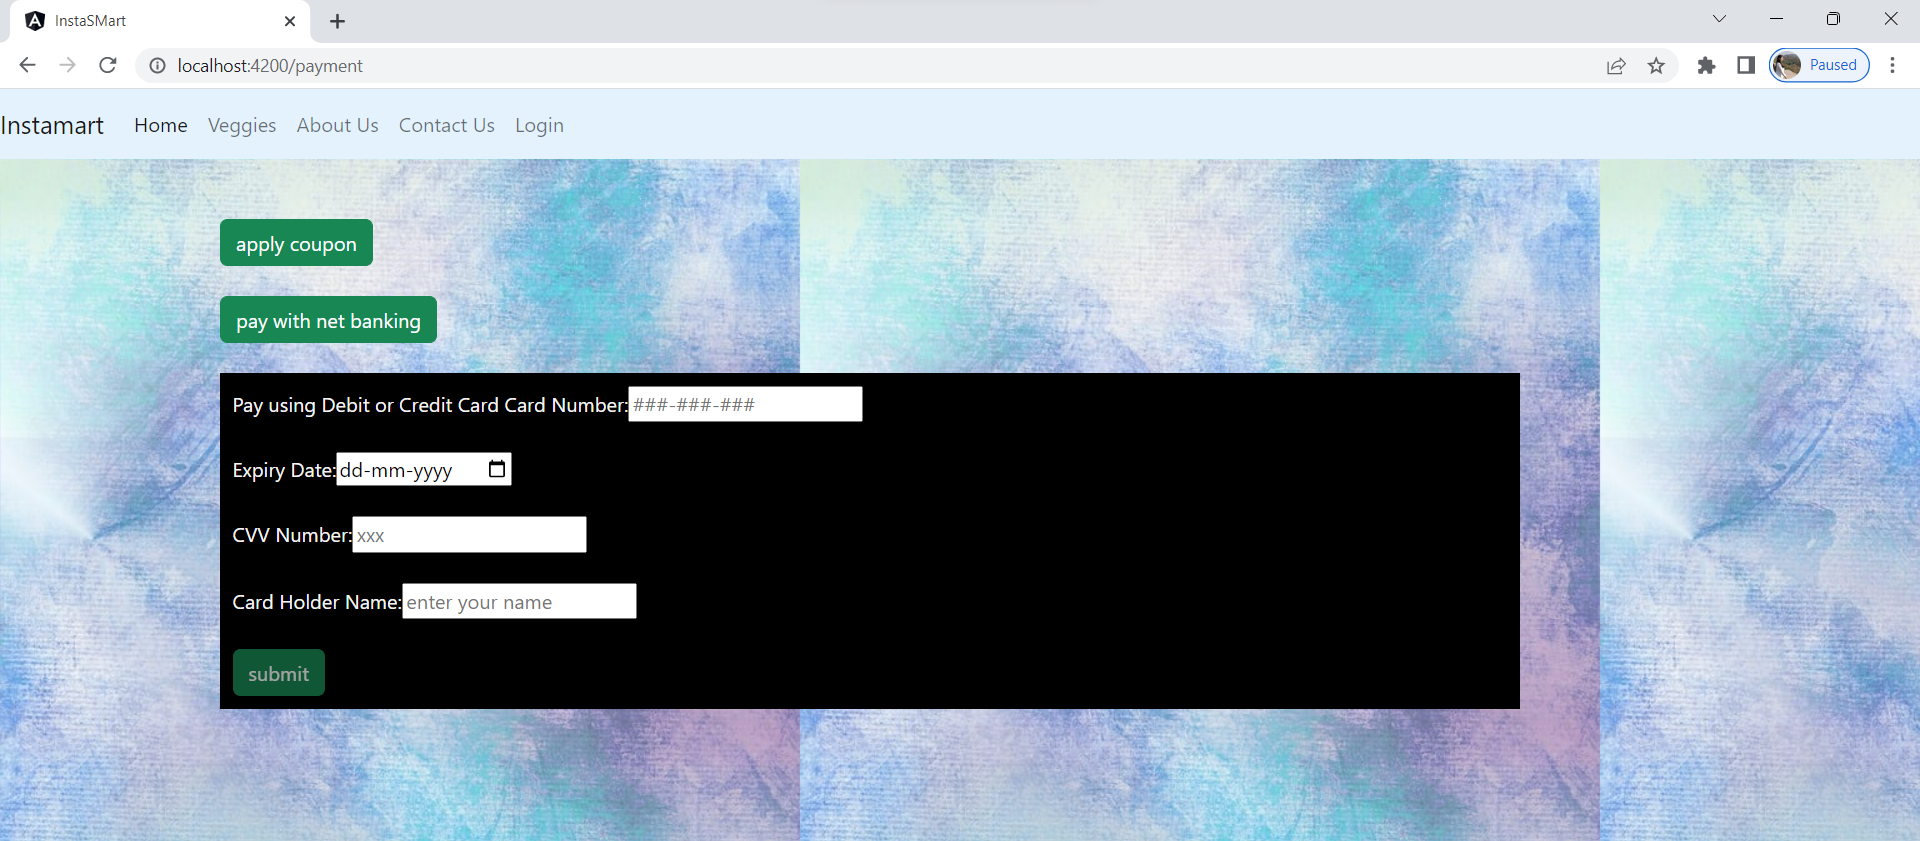 InstaSMart
localhost:4200/payment
Paused
Instamart Home Veggies About Us Contact Us Login
apply coupon
pay with net banking
Pay using Debit or Credit Card Card Number:###-###-###
Expiry Date:dd-mm-yyyy
CVV Number:xxx
Card Holder Name:enter your name
submit